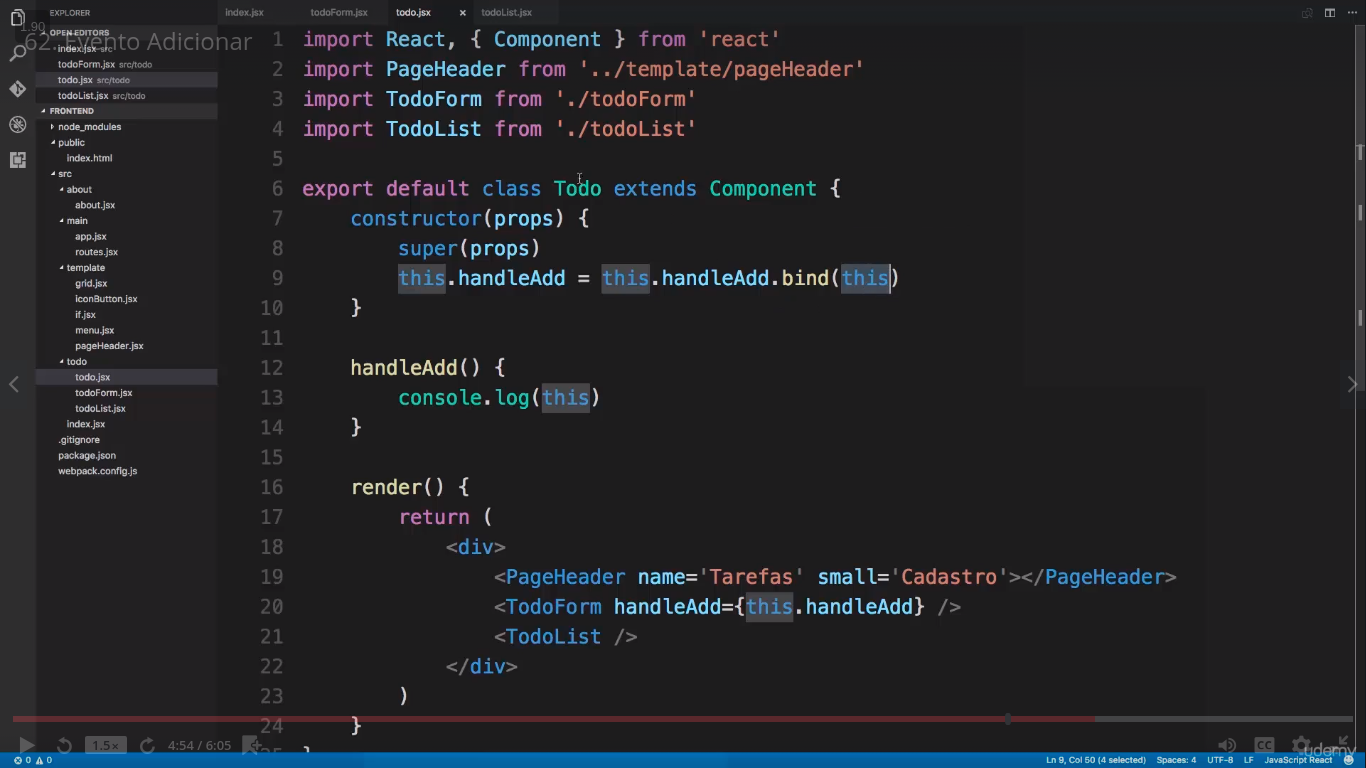 EXPLORER
index.jsx
todoForm.jsx
todo.jsx
×
todoList.jsx
1.90
OPEN EDITORS
62. Evento Adicionar
index.jsx src
todoForm.jsx src/todo
todo.jsx src/todo
todoList.jsx src/todo
FRONTEND
node_modules
public
index.html
src
about
about.jsx
main
app.jsx
routes.jsx
template
grid.jsx
iconButton.jsx
if.jsx
menu.jsx
pageHeader.jsx
todo
todo.jsx
todoForm.jsx
todoList.jsx
index.jsx
.gitignore
package.json
webpack.config.js
1 import React, { Component } from 'react'
2 import PageHeader from '../template/pageHeader'
3 import TodoForm from './todoForm'
4 import TodoList from './todoList'
5
6 export default class Todo extends Component {
7 constructor(props) {
8 super(props)
9 this.handleAdd = this.handleAdd.bind(this)
10 }
11
12 handleAdd() {
13 console.log(this)
14 }
15
16 render() {
17 return (
18 <div>
19 <PageHeader name='Tarefas' small='Cadastro'></PageHeader>
20 <TodoForm handleAdd={this.handleAdd} />
21 <TodoList />
22 </div>
23 )
24 }
1.5×
4:54 / 6:05
CC
udemy
0 0
Ln 9, Col 50 (4 selected)
Spaces: 4
UTF-8
LF
JavaScript React